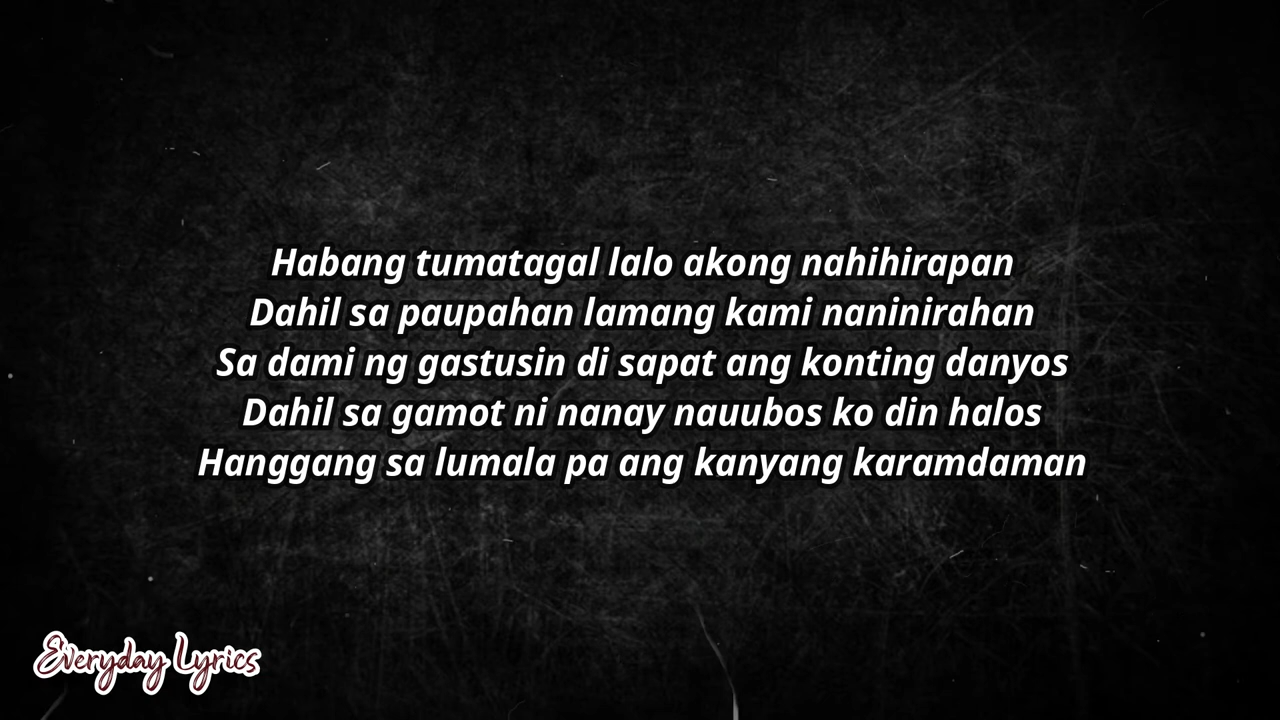 Habang tumatagal lalo akong nahihirapan
Dahil sa paupahan lamang kami naninirahan
Sa dami ng gastusin di sapat ang konting danyos
Dahil sa gamot ni nanay nauubos ko din halos
Hanggang sa lumala pa ang kanyang karamdaman
Everyday Lyrics